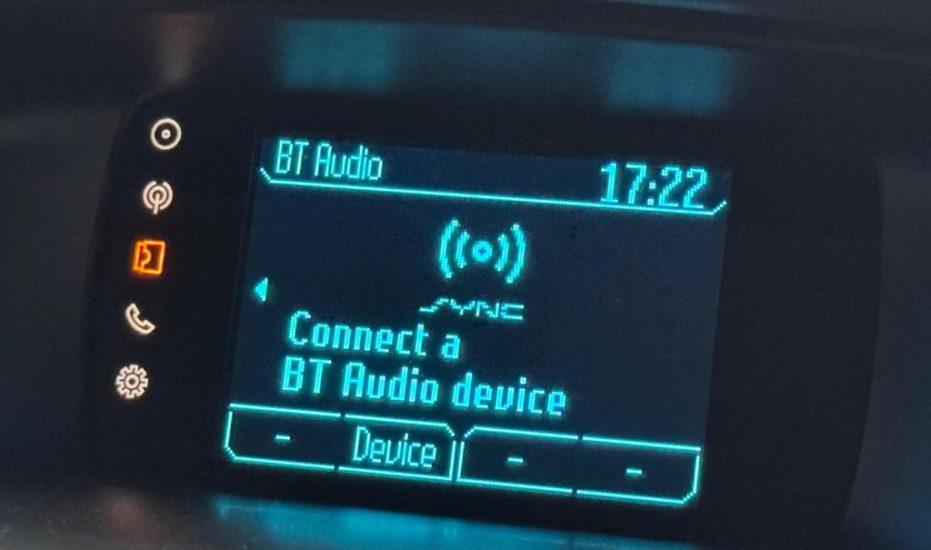 BT Audio 17:22
SYNC
Connect a
BT Audio device
- Device - -